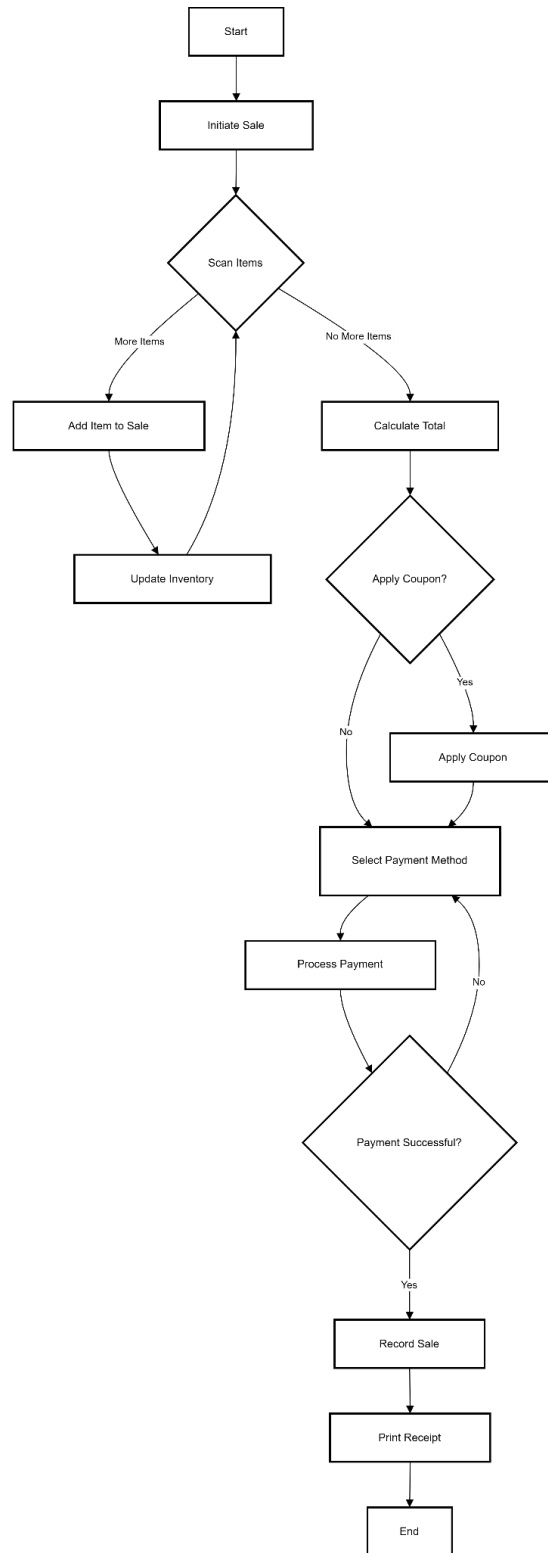 Start
Initiate Sale
Scan Items
More Items
No More Items
Add Item to Sale
Calculate Total
Update Inventory
Apply Coupon?
Yes
No
Apply Coupon
Select Payment Method
Process Payment
No
Payment Successful?
Yes
Record Sale
Print Receipt
End